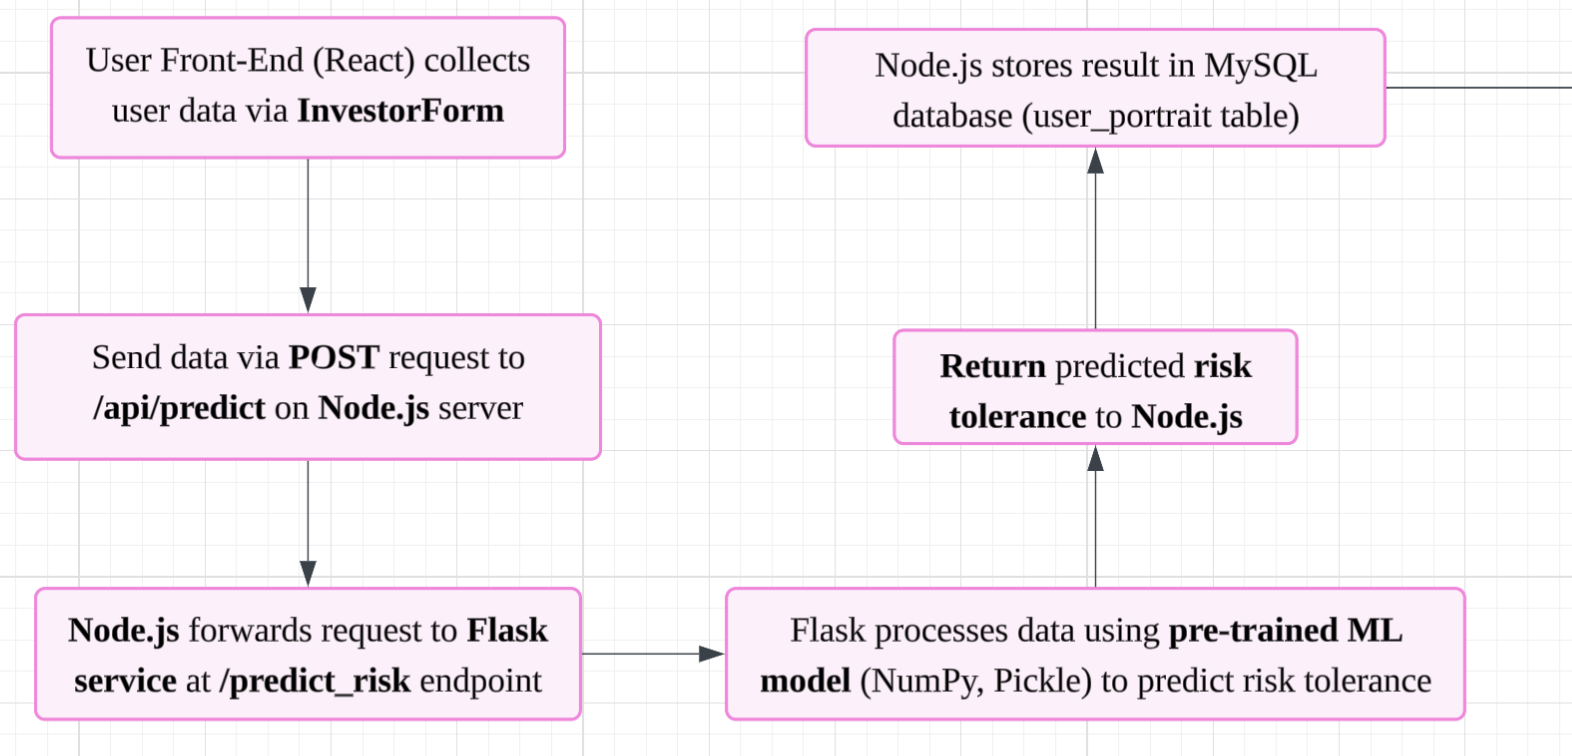 User Front-End (React) collects
user data via InvestorForm
Send data via POST request to
/api/predict on Node.js server
Node.js forwards request to Flask
service at /predict_risk endpoint
Flask processes data using pre-trained ML
model (NumPy, Pickle) to predict risk tolerance
Return predicted risk
tolerance to Node.js
Node.js stores result in MySQL
database (user_portrait table)